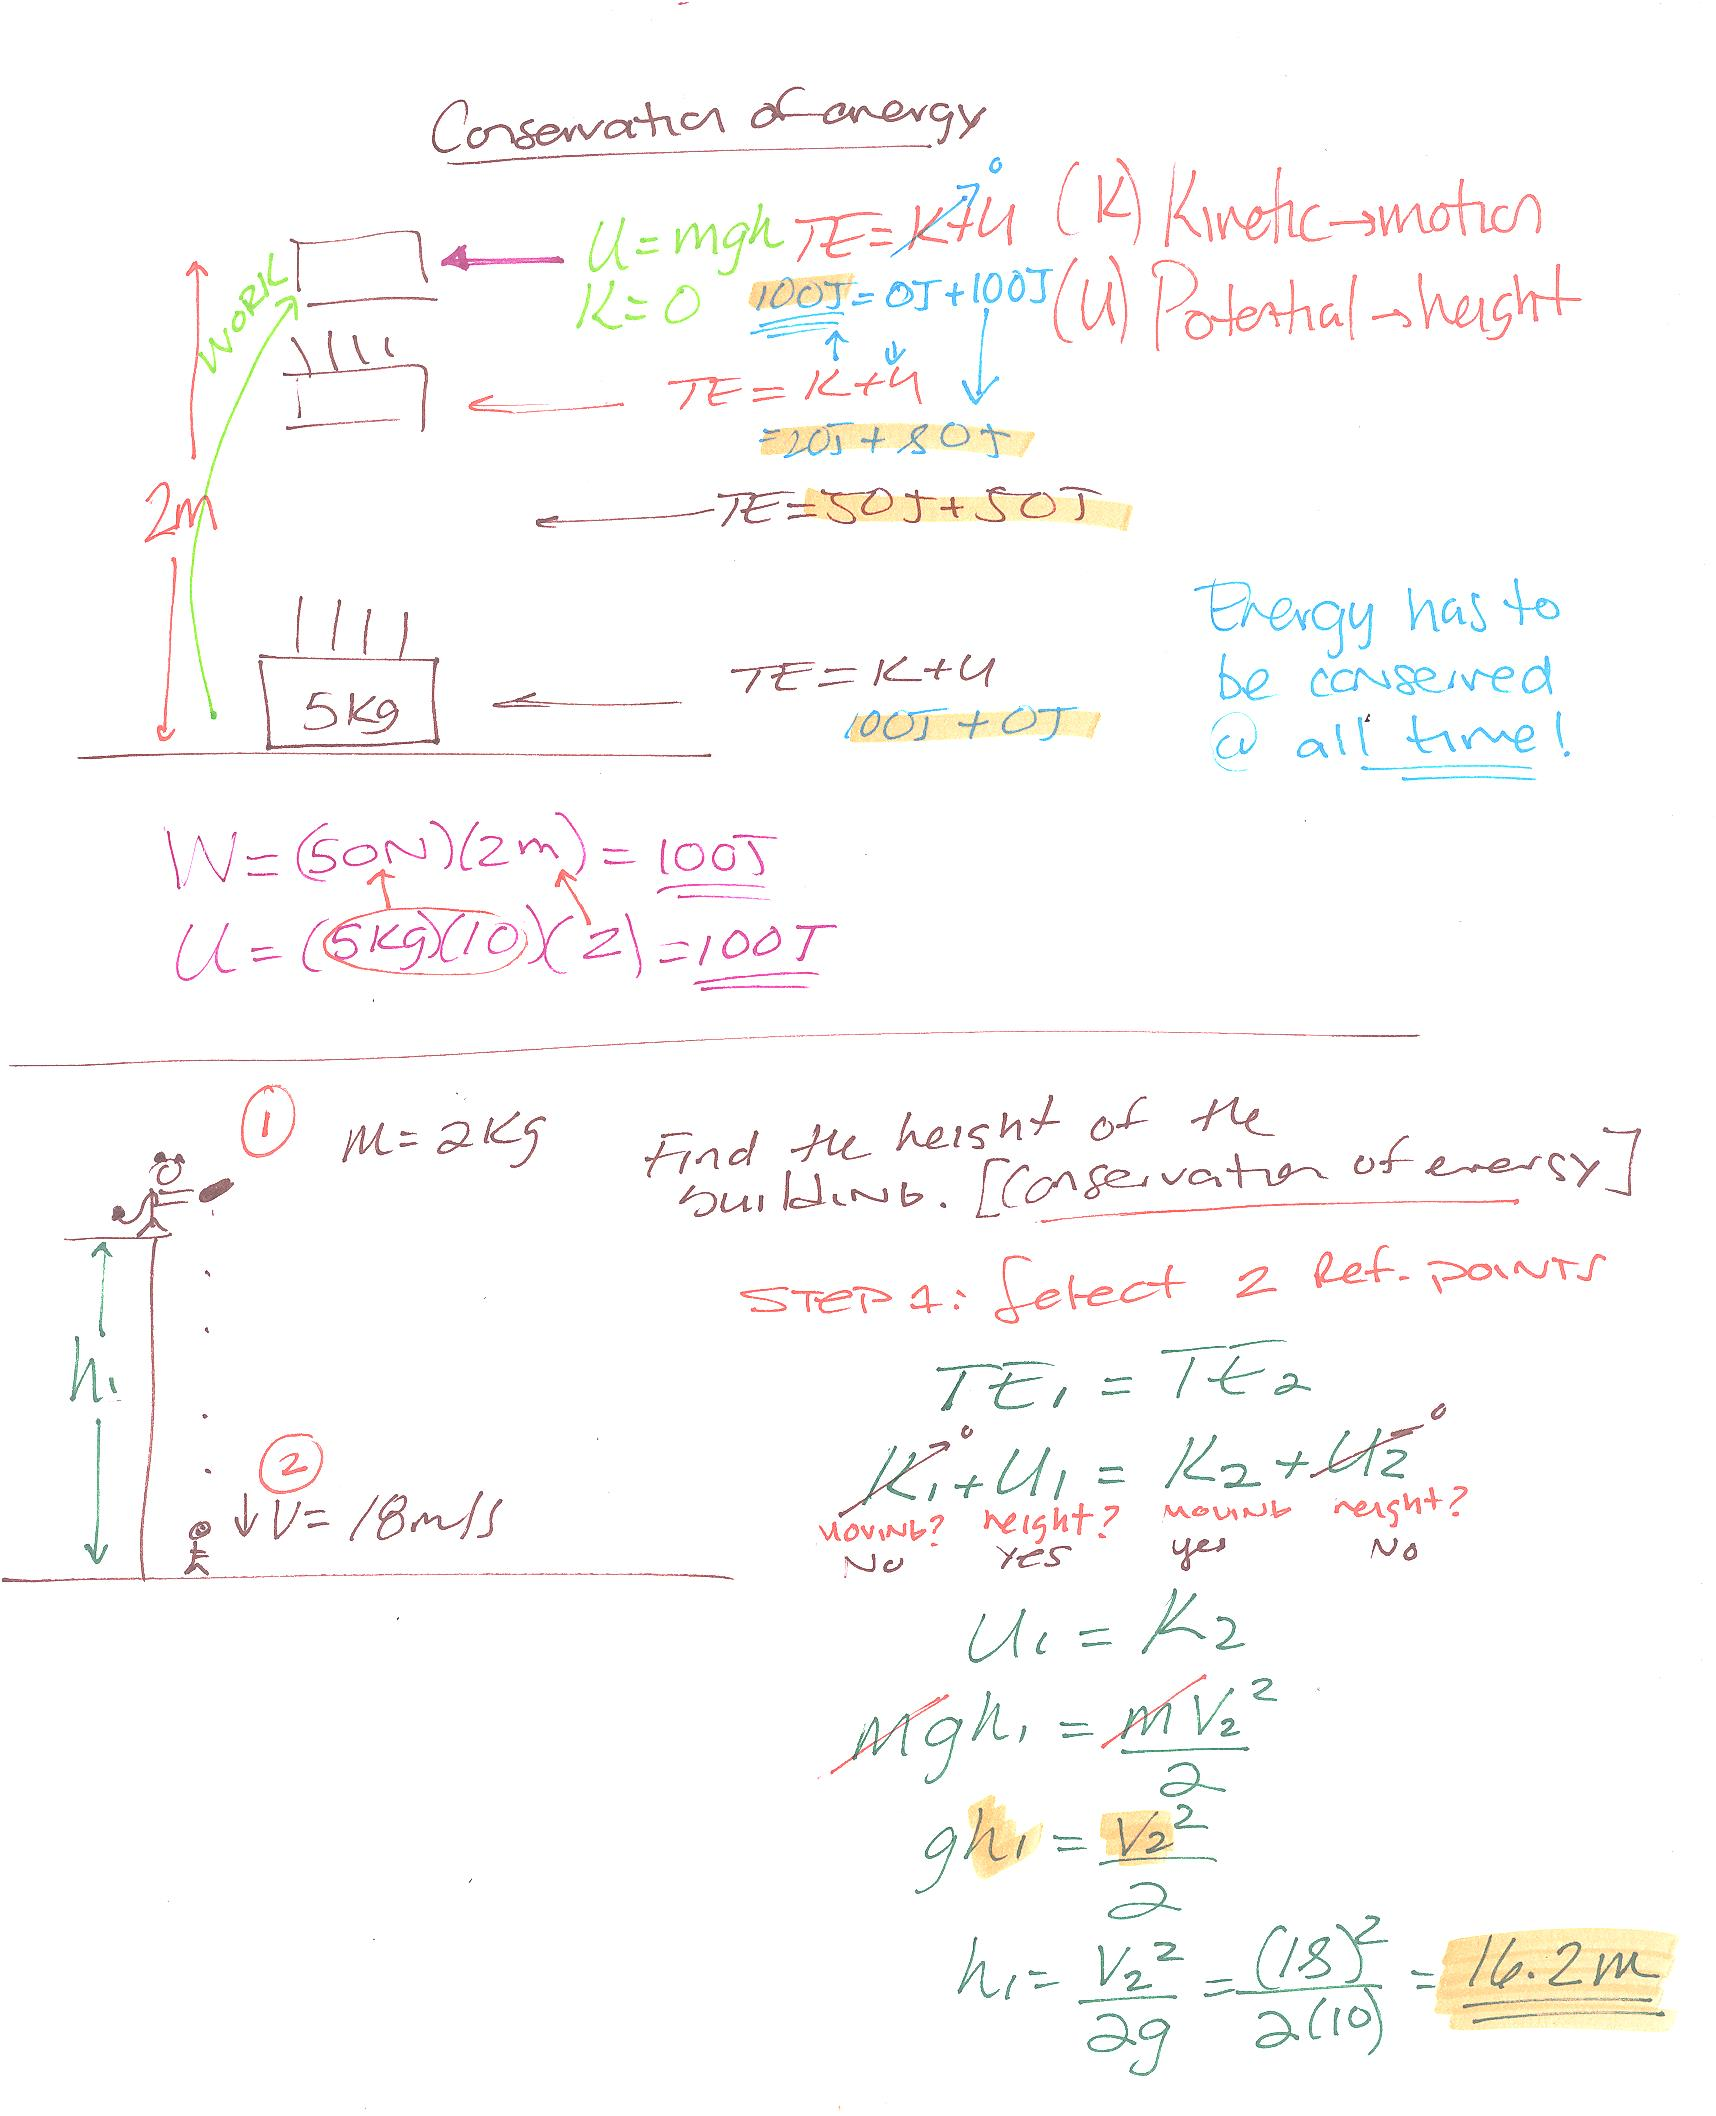 Conservation of energy
U = mgh
K = 0
WORK
TE = K + U 0
100J = 0J + 100J
(K) Kinetic → motion
(U) Potential → height
TE = K + U
= 20J + 80J
2m
TE = 50J + 50J
5Kg
TE = K + U
100J + 0J
Energy has to
be conserved
@ all time!
W = (50N)(2m) = 100J
U = (5Kg)(10)(2) = 100J
1
m = 2Kg
Find the height of the
building. [Conservation of energy]
STEP 1: Select 2 Ref. points
h1
TE1 = TE2
K1 0 + U1 = K2 + U2 0
moving? height? moving height?
No Yes yes No
2
↓ V = 18m/s
U1 = K2
mgh1 = mV2² / 2
gh1 = V2² / 2
h1 = V2² / 2g = (18)² / 2(10) = 16.2m